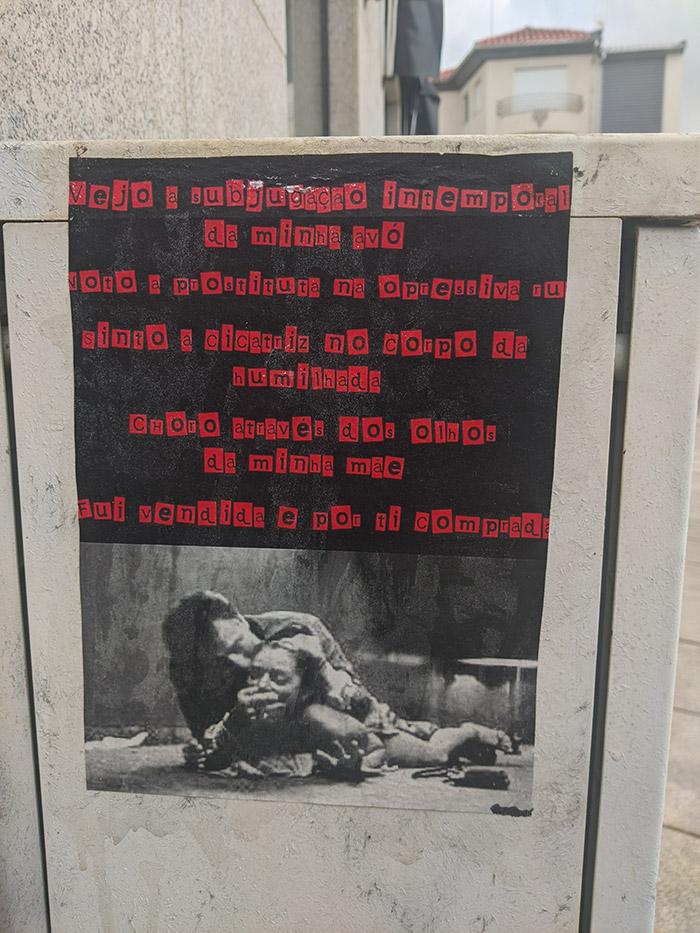 Vejo a subjugação intemporal
da minha avó
Noto a prostituta na opressiva ru
sinto a cicatriz no corpo da
humilhada
Choro através dos olhos
da minha mãe
Fui vendida e por ti comprada